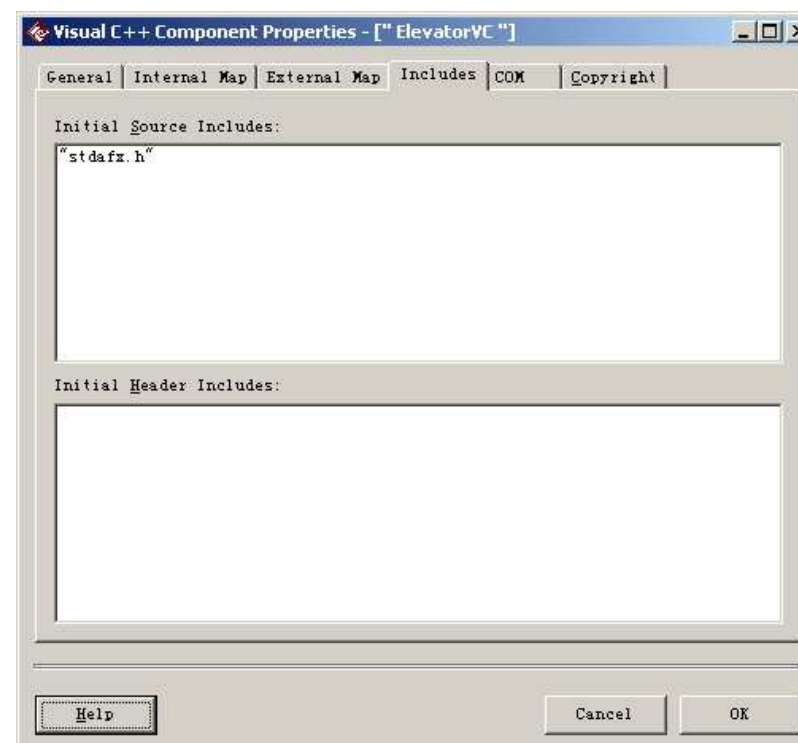 Visual C++ Component Properties - [" ElevatorVC "]
General Internal Map External Map Includes COM Copyright
Initial Source Includes:
"stdafx.h"
Initial Header Includes:
Help Cancel OK